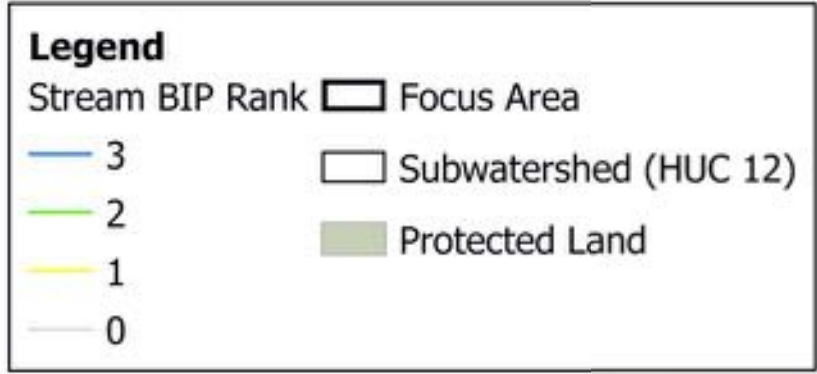 Legend
Stream BIP Rank
3
2
1
0
Focus Area
Subwatershed (HUC 12)
Protected Land